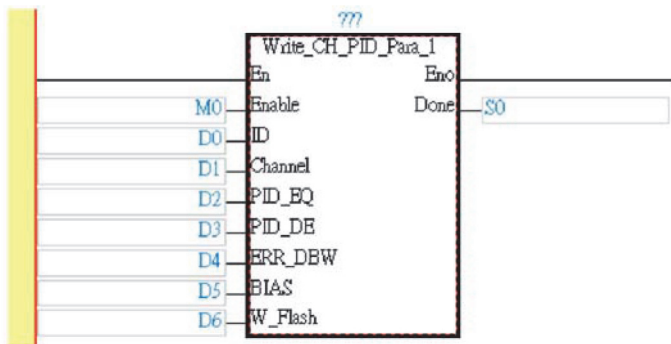 ???
Write_CH_PID_Para_1
En Eno
M0 Enable Done S0
D0 ID
D1 Channel
D2 PID_EQ
D3 PID_DE
D4 ERR_DBW
D5 BIAS
D6 W_Flash